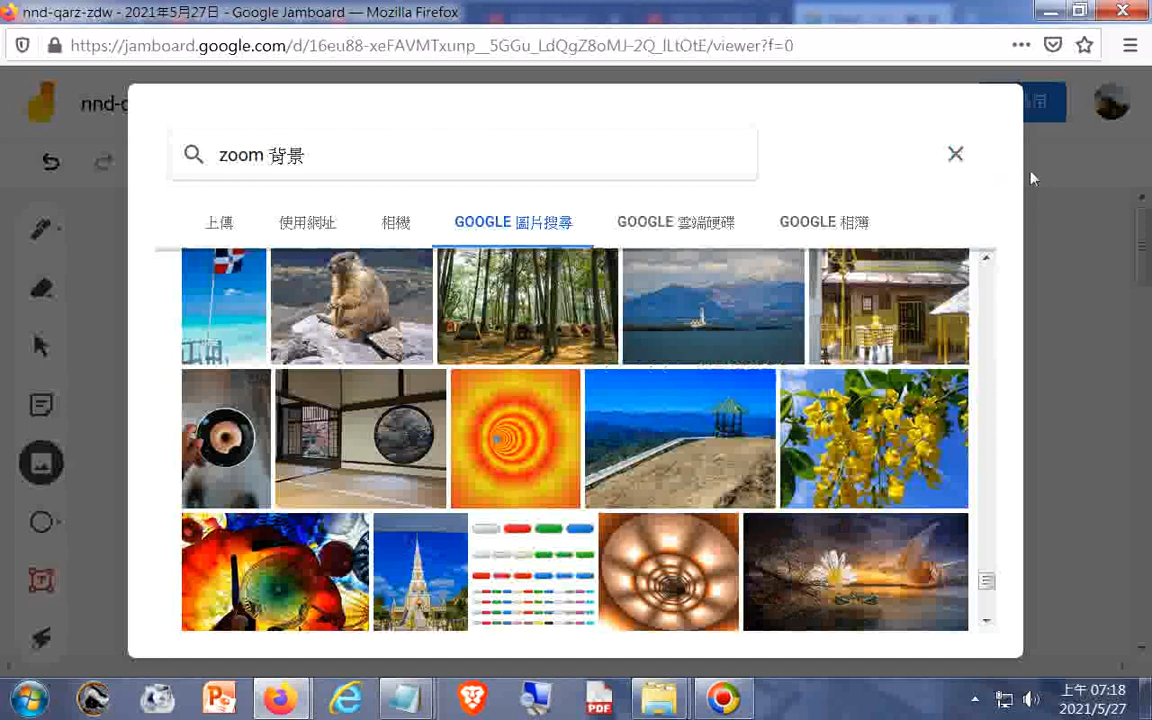 nnd-qarz-zdw - 2021年5月27日 - Google Jamboard — Mozilla Firefox
https://jamboard.google.com/d/16eu88-xeFAVMTxunp__5GGu_LdQgZ8oMJ-2Q_lLtOtE/viewer?f=0
nnd-q
用
zoom 背景
上傳
使用網址
相機
GOOGLE 圖片搜尋
GOOGLE 雲端硬碟
GOOGLE 相簿
上午 07:18
2021/5/27
PDF